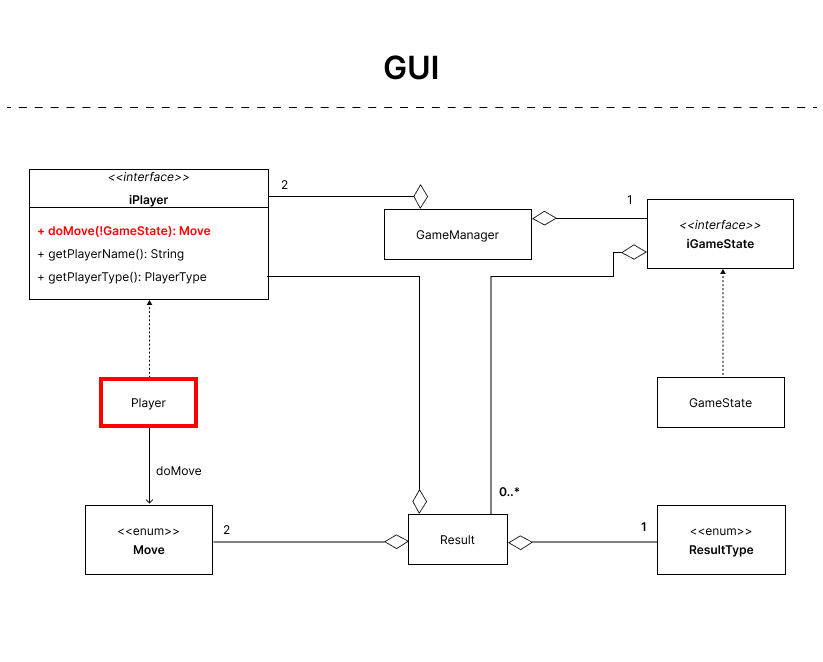 GUI
<<interface>>
iPlayer
+ doMove(!GameState): Move
+ getPlayerName(): String
+ getPlayerType(): PlayerType
2
GameManager
1
<<interface>>
iGameState
Player
GameState
doMove
0..*
<<enum>>
Move
2
Result
1
<<enum>>
ResultType